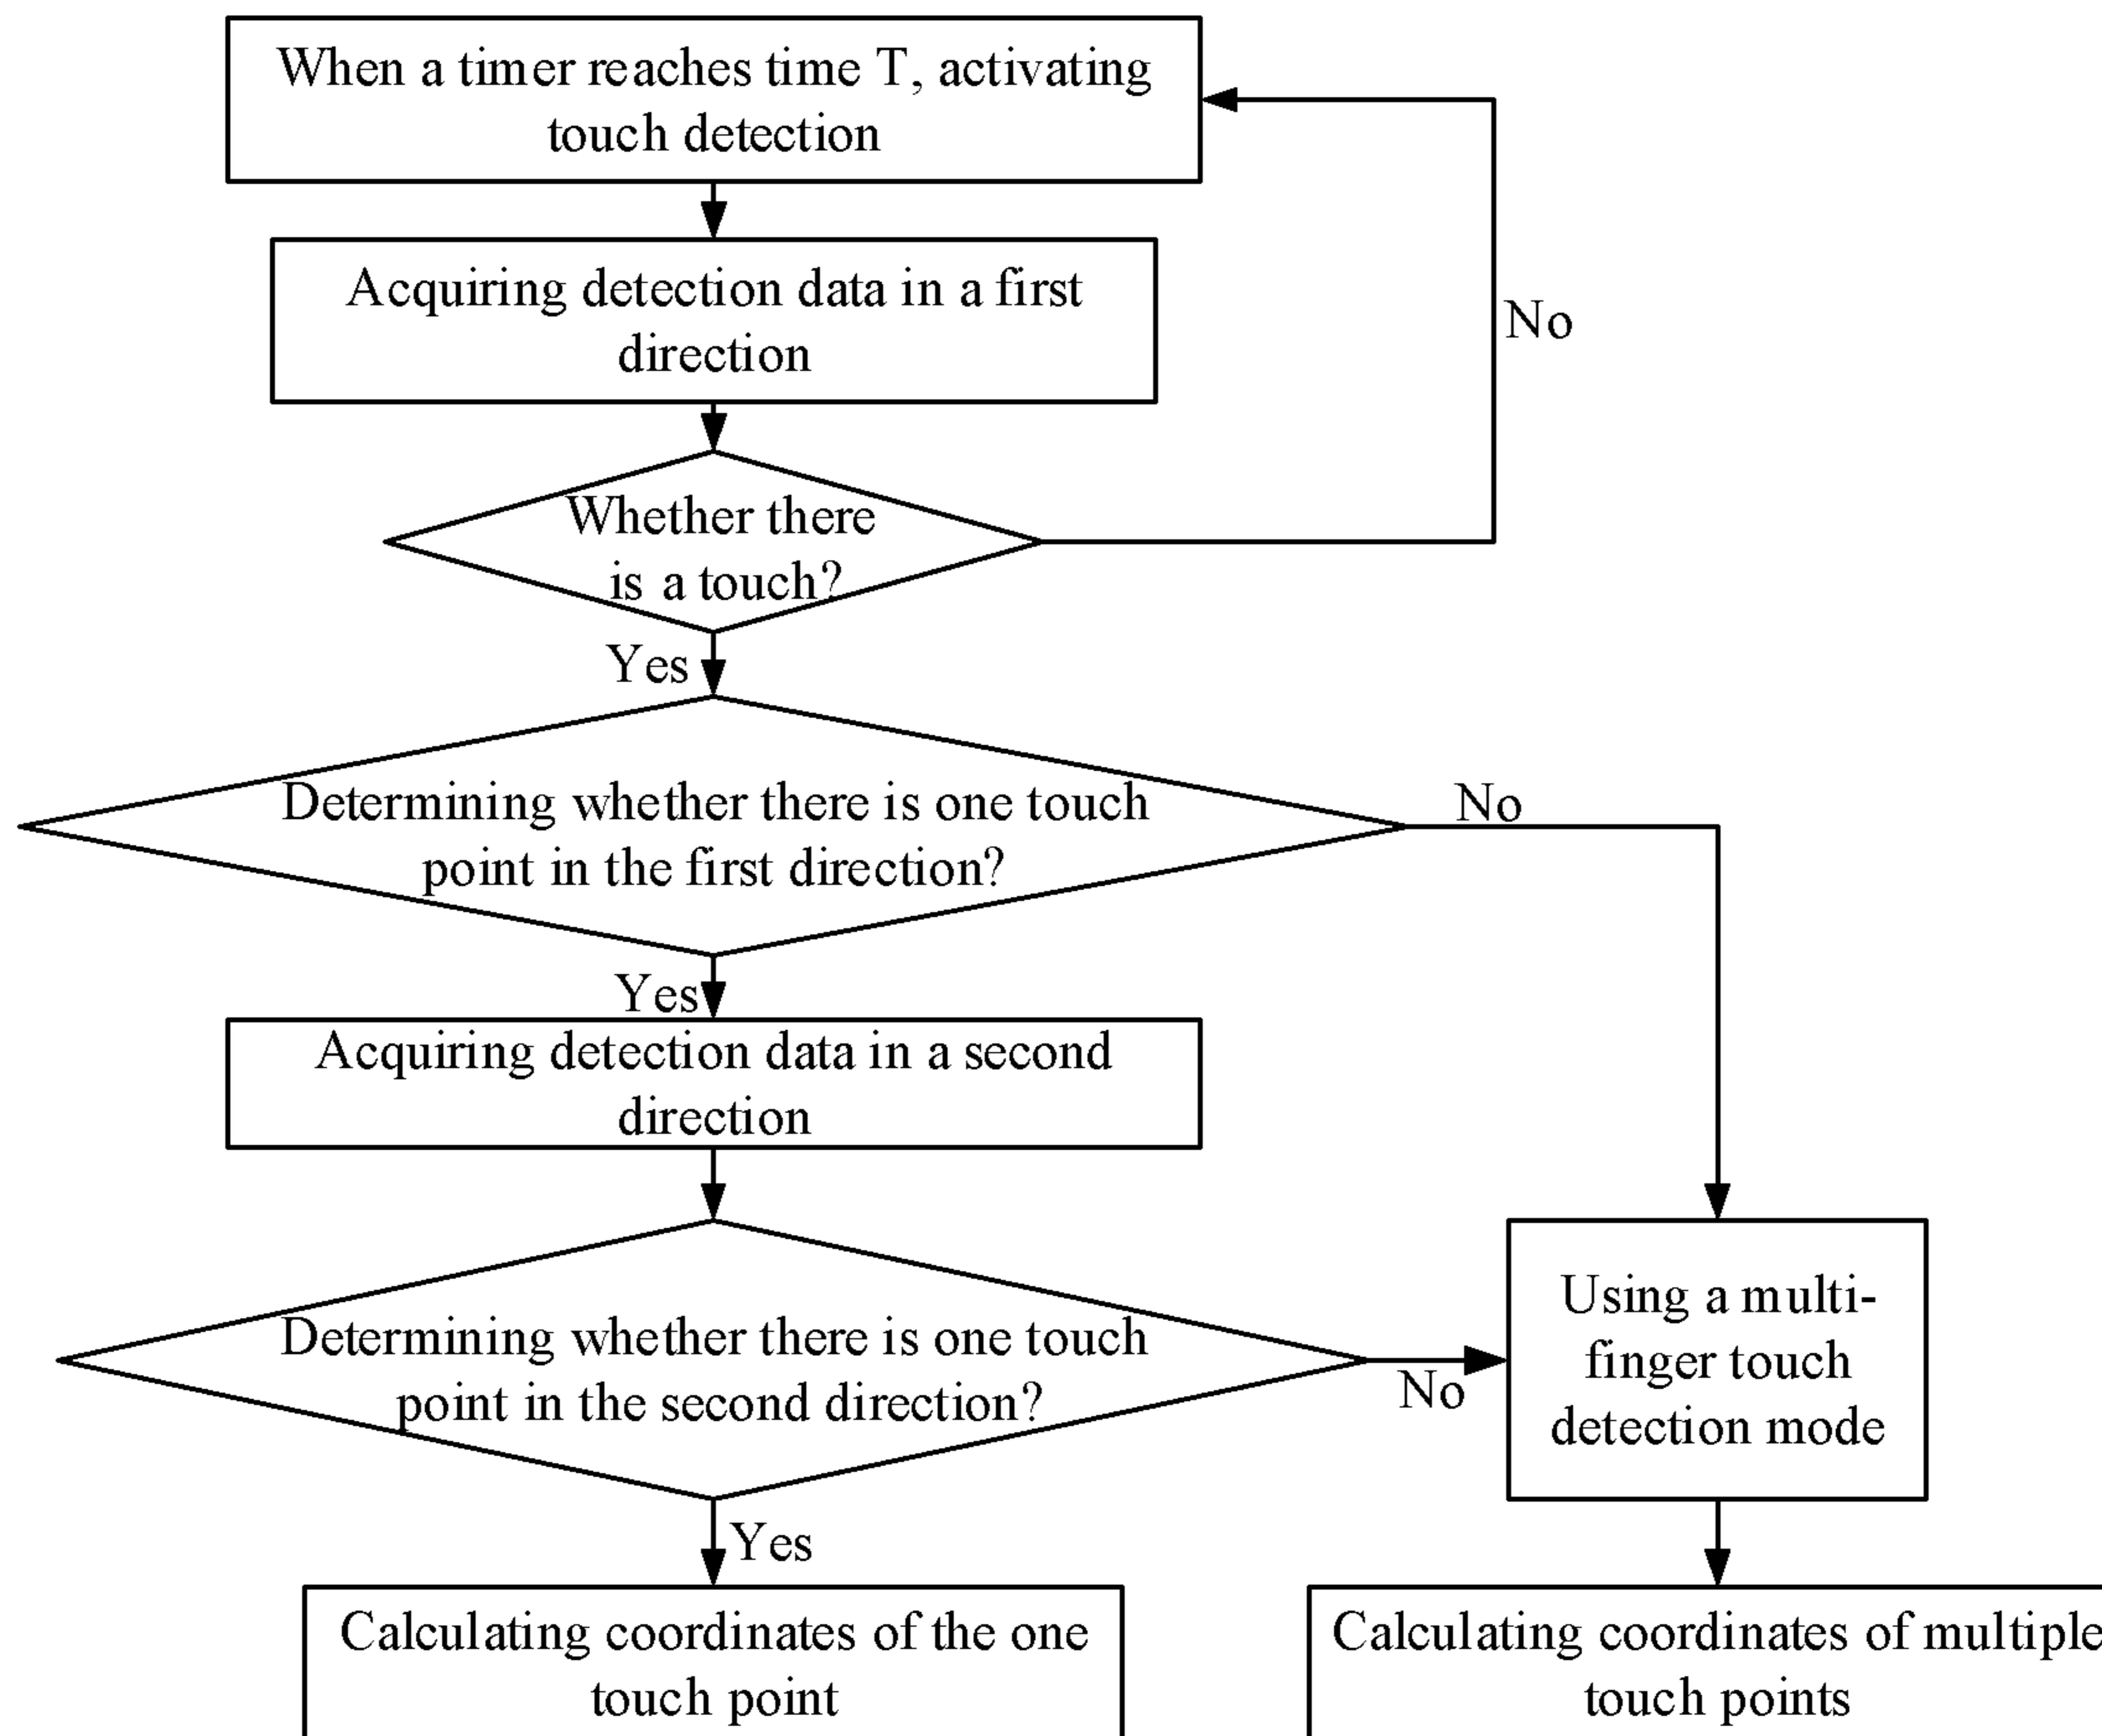 When a timer reaches time T, activating
touch detection
Acquiring detection data in a first
direction
No
Whether there
is a touch?
Yes
Determining whether there is one touch
point in the first direction?
No
Yes
Acquiring detection data in a second
direction
Determining whether there is one touch
point in the second direction?
No
Using a multi-
finger touch
detection mode
Yes
Calculating coordinates of the one
touch point
Calculating coordinates of multiple
touch points